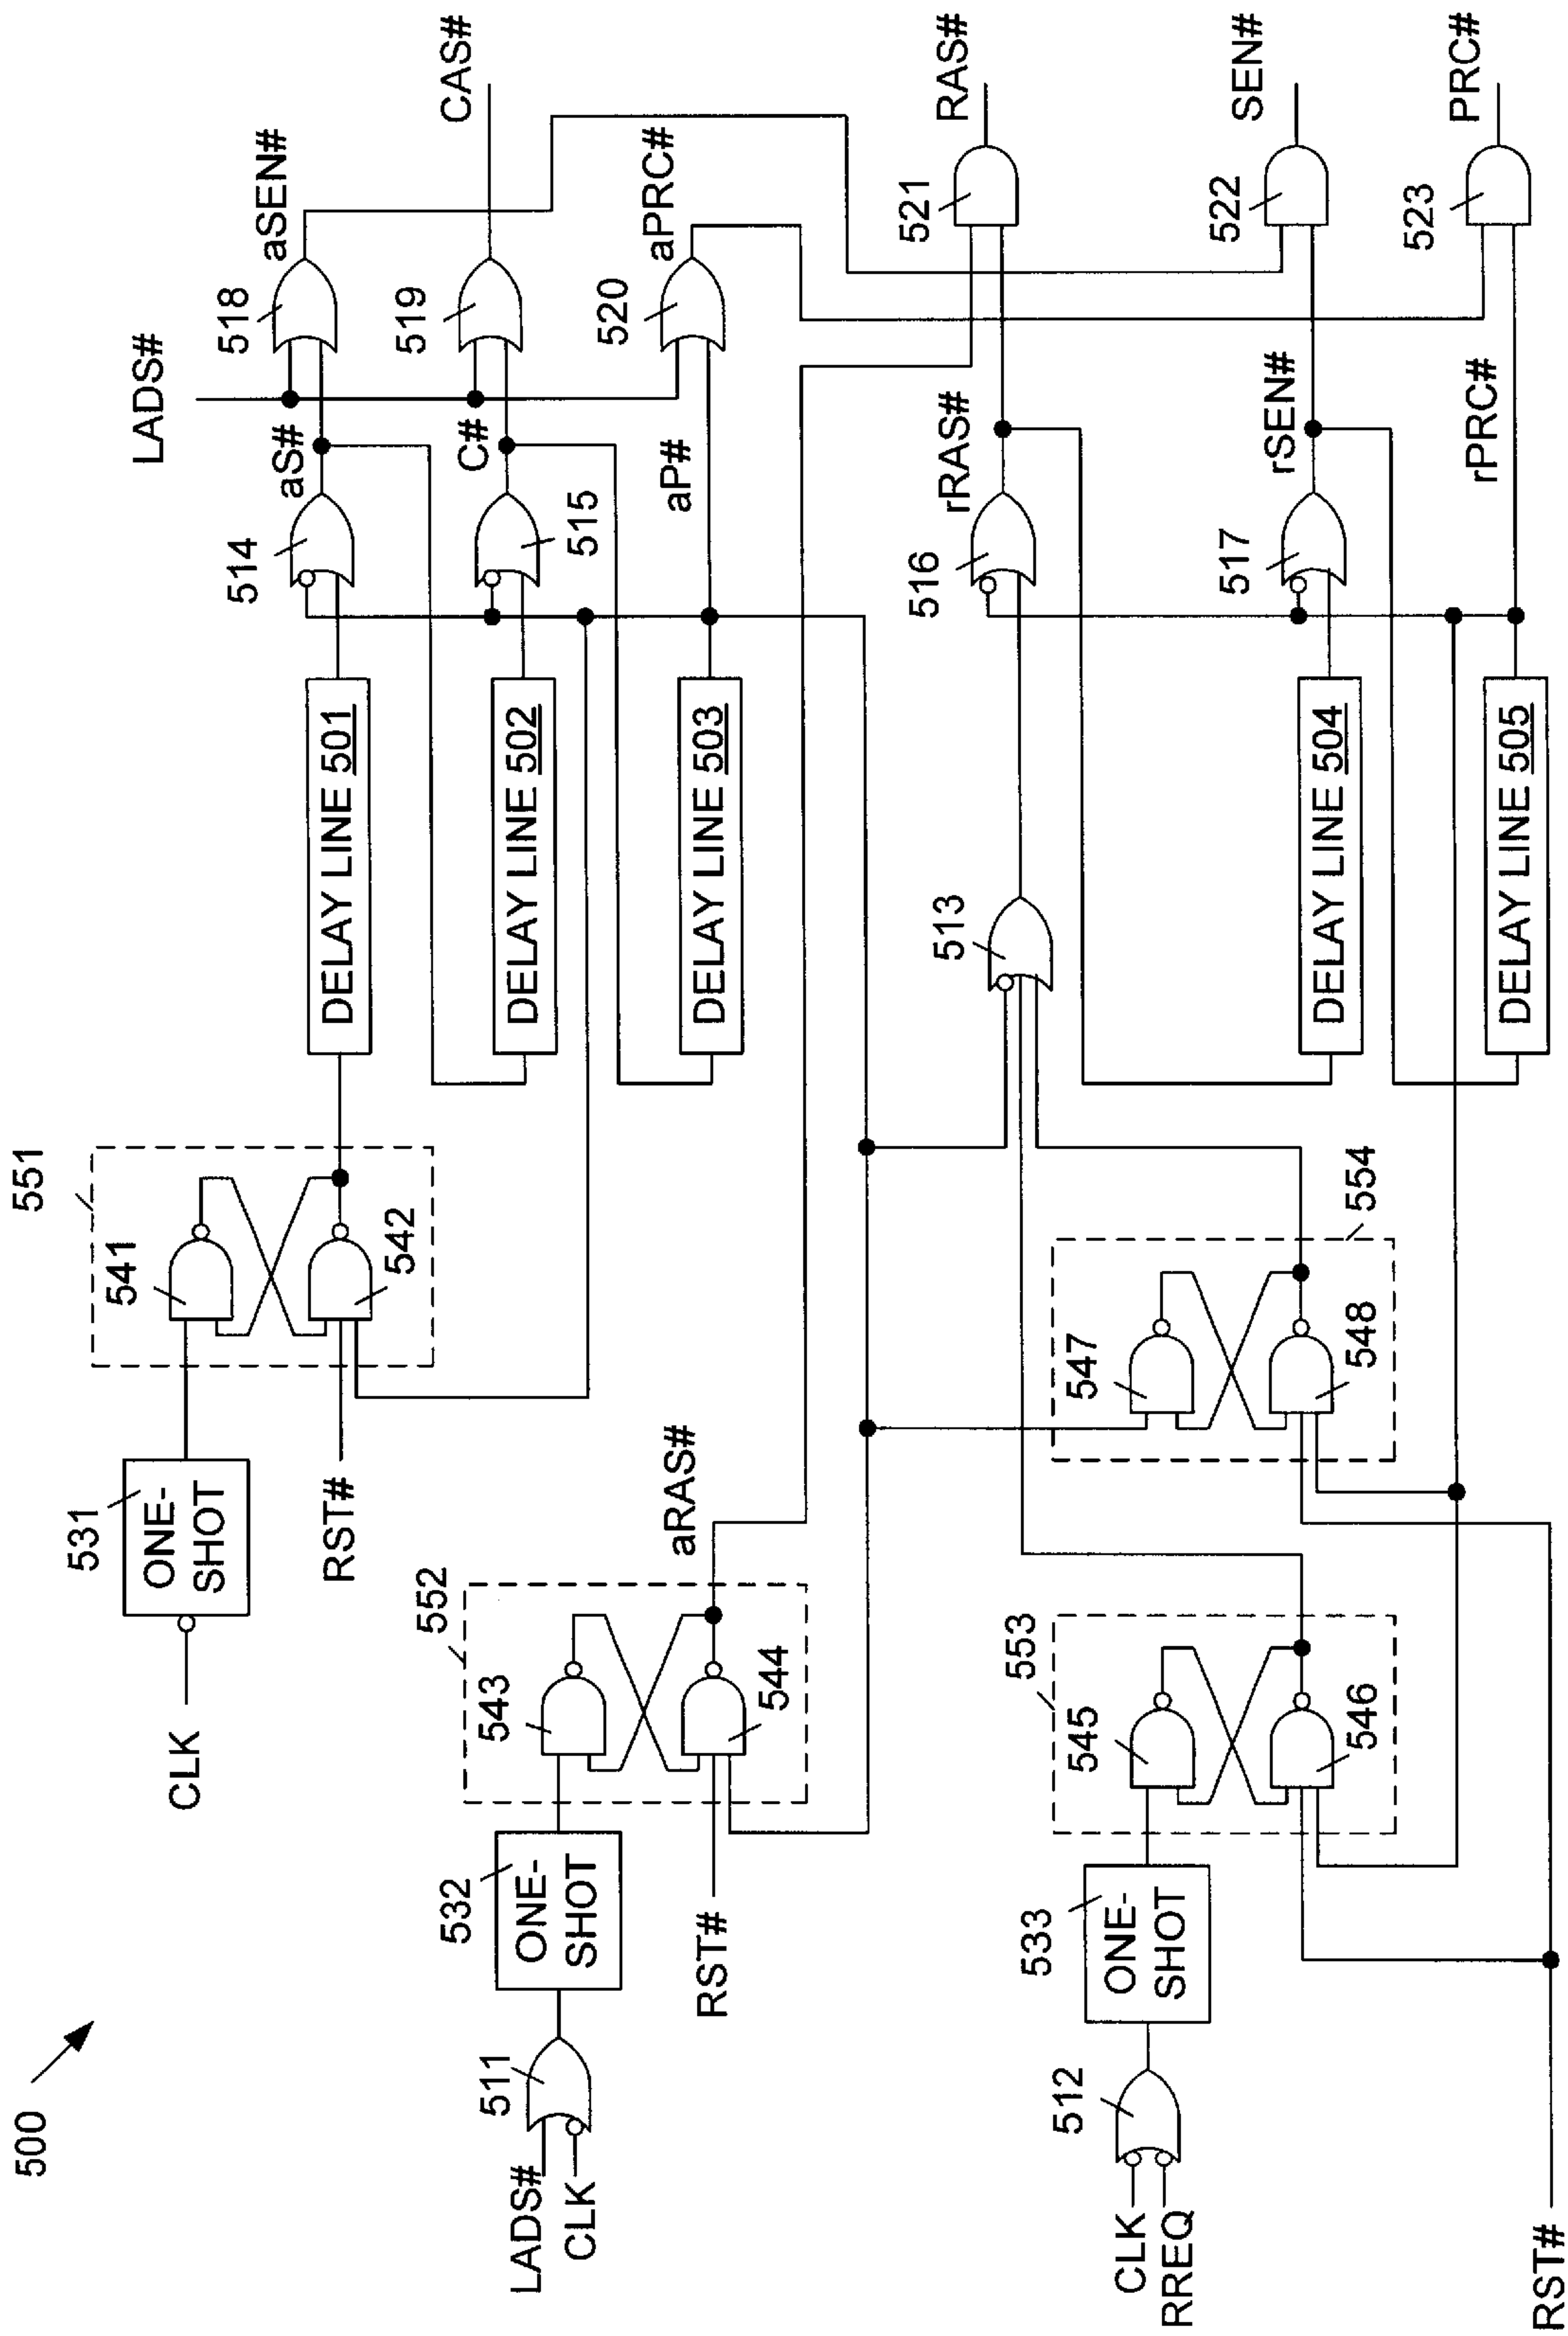 500
LADS#
CLK
511
ONE-
SHOT
532
RST#
552
543
544
aRAS#
CLK
ONE-
SHOT
531
RST#
551
541
542
DELAY LINE 501
DELAY LINE 502
DELAY LINE 503
514
aS#
515
C#
aP#
LADS#
518
aSEN#
519
CAS#
520
aPRC#
CLK
RREQ
512
ONE-
SHOT
533
RST#
553
545
546
554
547
548
513
DELAY LINE 504
DELAY LINE 505
516
rRAS#
517
rSEN#
rPRC#
521
RAS#
522
SEN#
523
PRC#